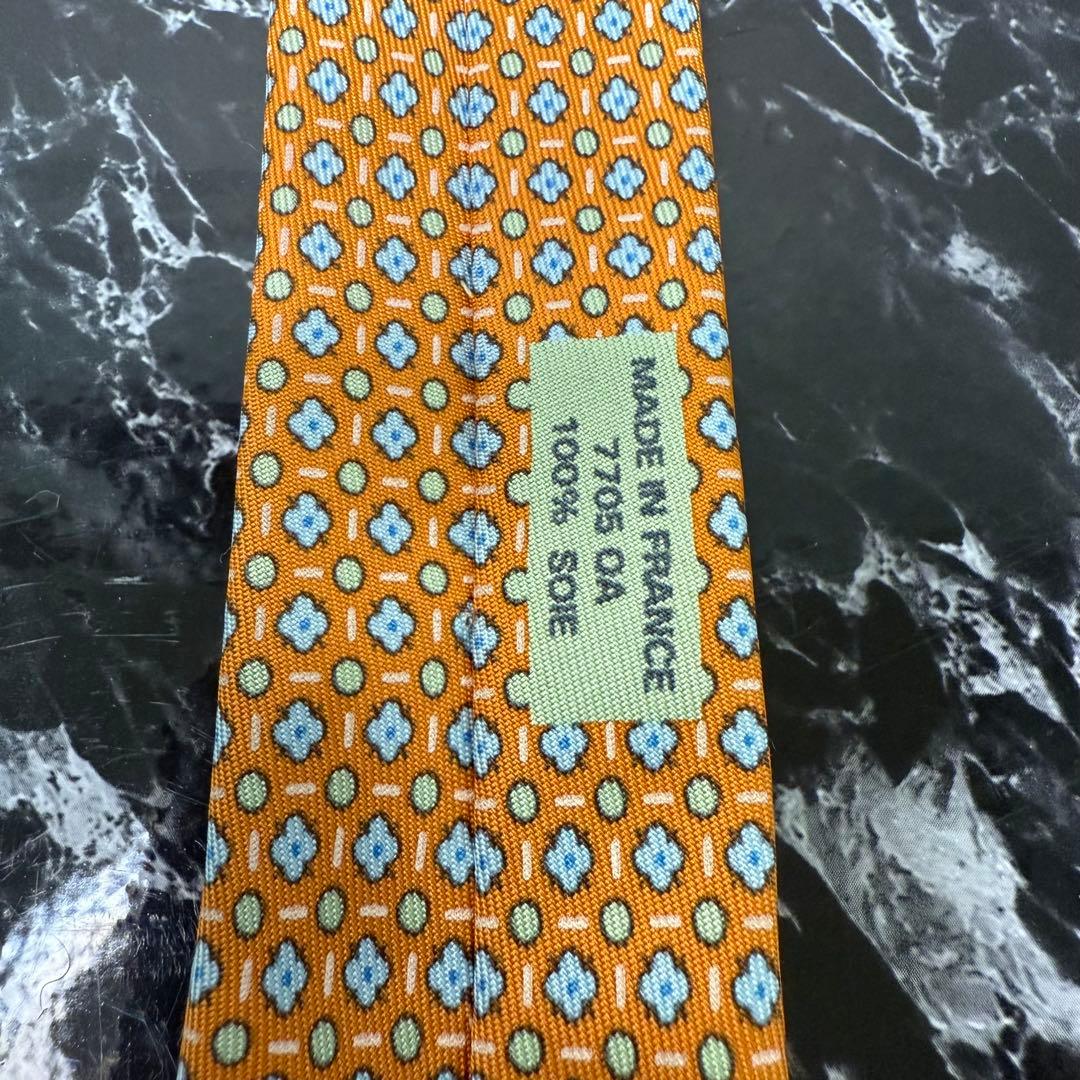 MADE IN FRANCE
7705 OA
100% SOIE